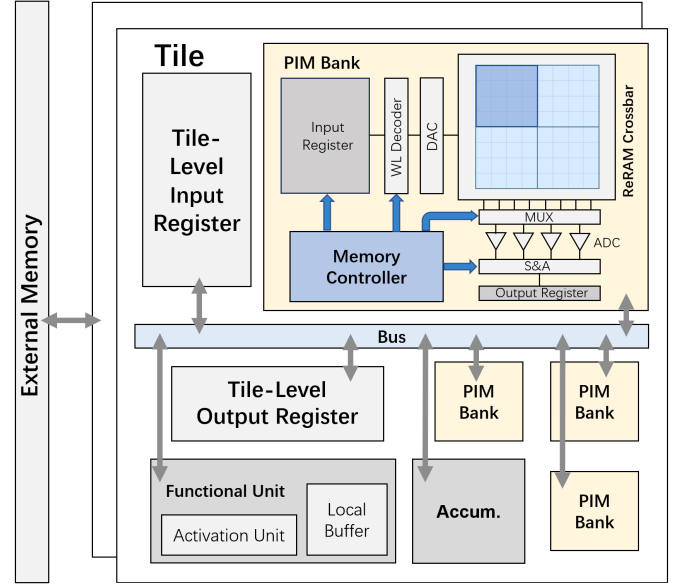 External Memory
Tile
Tile-
Level
Input
Register
PIM Bank
Input
Register
WL Decoder
DAC
ReRAM Crossbar
MUX
ADC
S&A
Output Register
Memory
Controller
Bus
Tile-Level
Output Register
PIM
Bank
PIM
Bank
Functional Unit
Activation Unit
Local
Buffer
Accum.
PIM
Bank